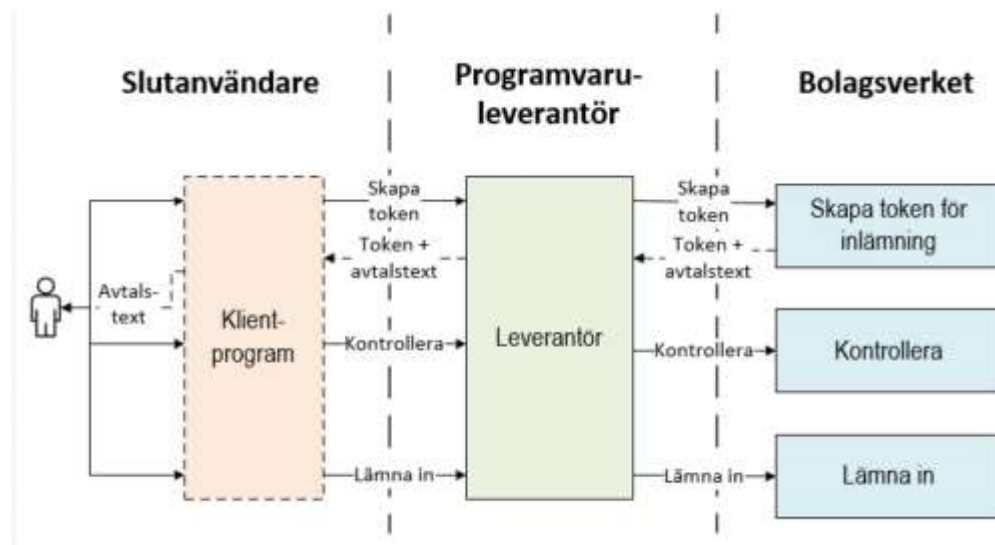 Slutanvändare
Programvaru-
leverantör
Bolagsverket
Skapa
token
Skapa
token
Skapa token för
inlämning
Token +
avtalstext
Token +
avtalstext
Avtals-
text
Klient-
program
Kontrollera
Leverantör
Kontrollera
Kontrollera
Lämna in
Lämna in
Lämna in